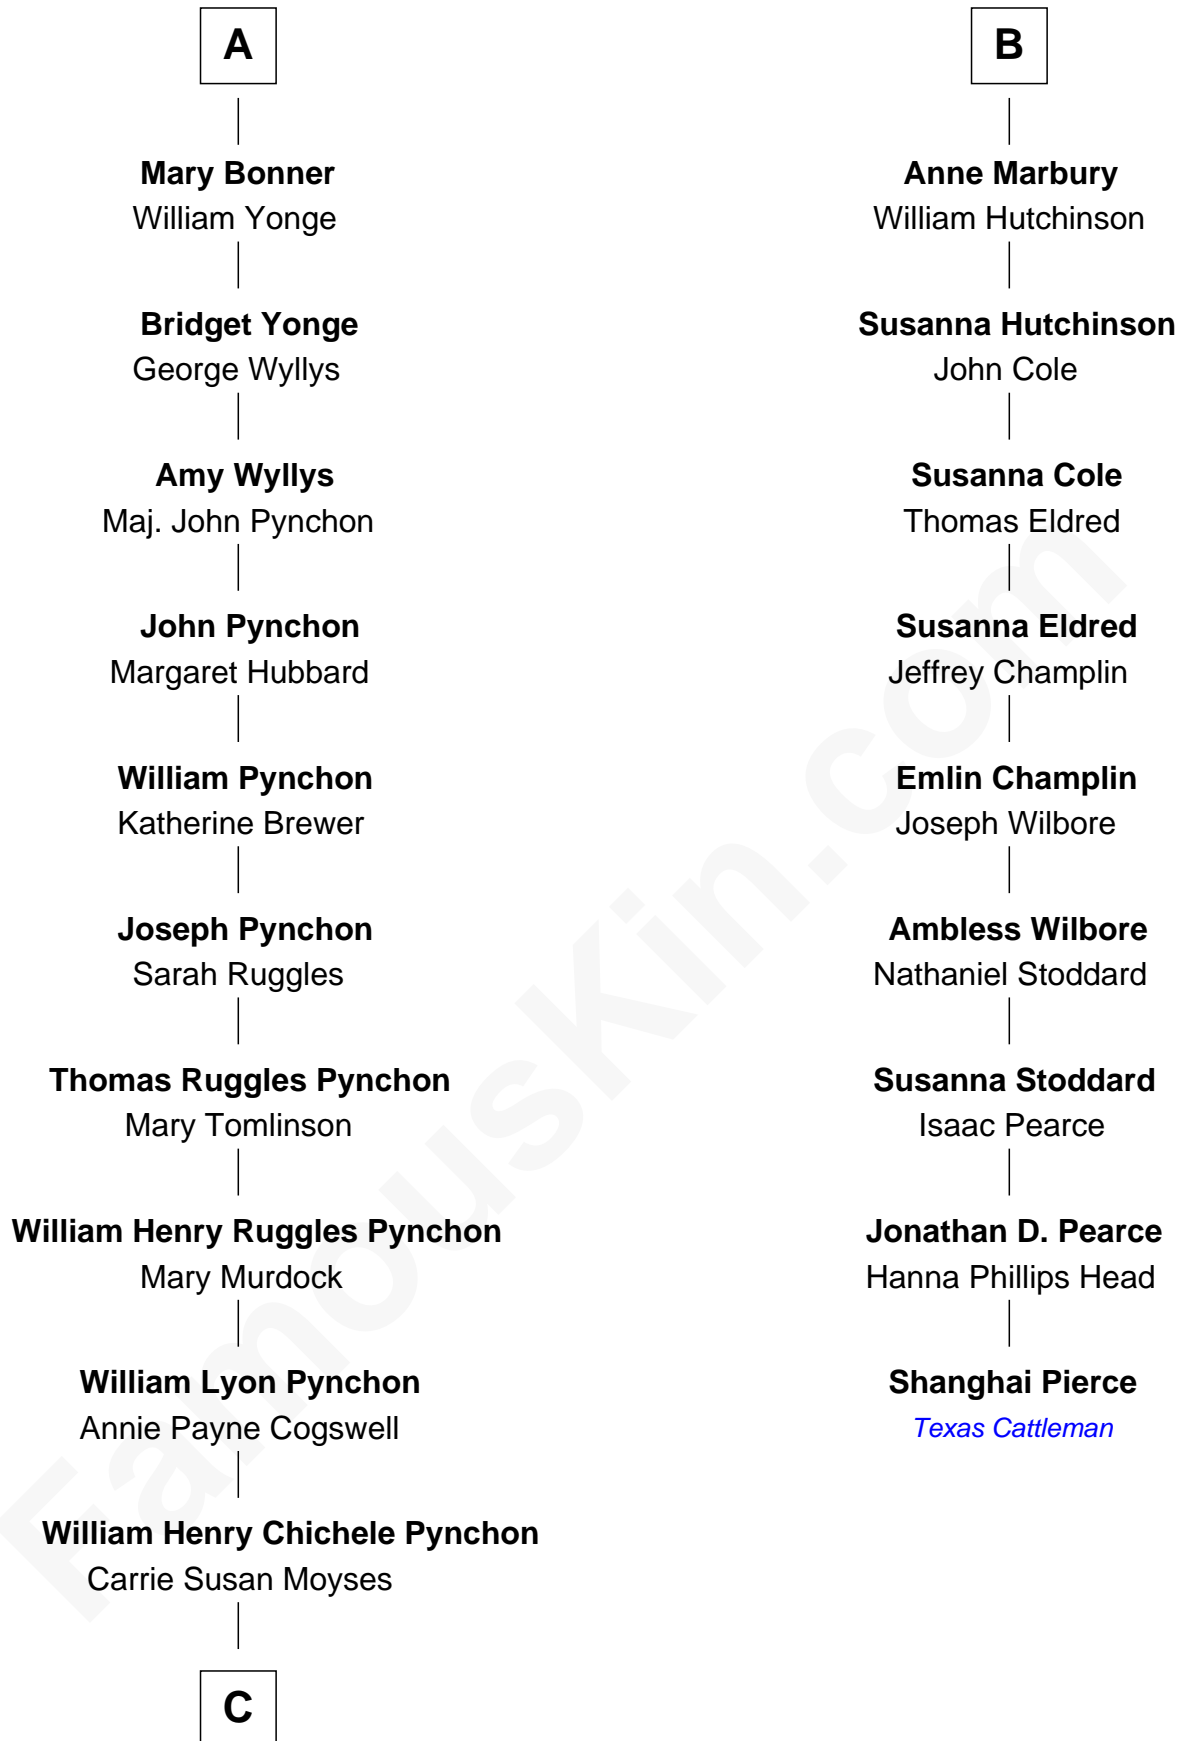 A
Mary Bonner
William Yonge
Bridget Yonge
George Wyllys
Amy Wyllys
Maj. John Pynchon
John Pynchon
Margaret Hubbard
William Pynchon
Katherine Brewer
Joseph Pynchon
Sarah Ruggles
Thomas Ruggles Pynchon
Mary Tomlinson
William Henry Ruggles Pynchon
Mary Murdock
William Lyon Pynchon
Annie Payne Cogswell
William Henry Chichele Pynchon
Carrie Susan Moyses
C
B
Anne Marbury
William Hutchinson
Susanna Hutchinson
John Cole
Susanna Cole
Thomas Eldred
Susanna Eldred
Jeffrey Champlin
Emlin Champlin
Joseph Wilbore
Ambless Wilbore
Nathaniel Stoddard
Susanna Stoddard
Isaac Pearce
Jonathan D. Pearce
Hanna Phillips Head
Shanghai Pierce
Texas Cattleman
FamousKin.com